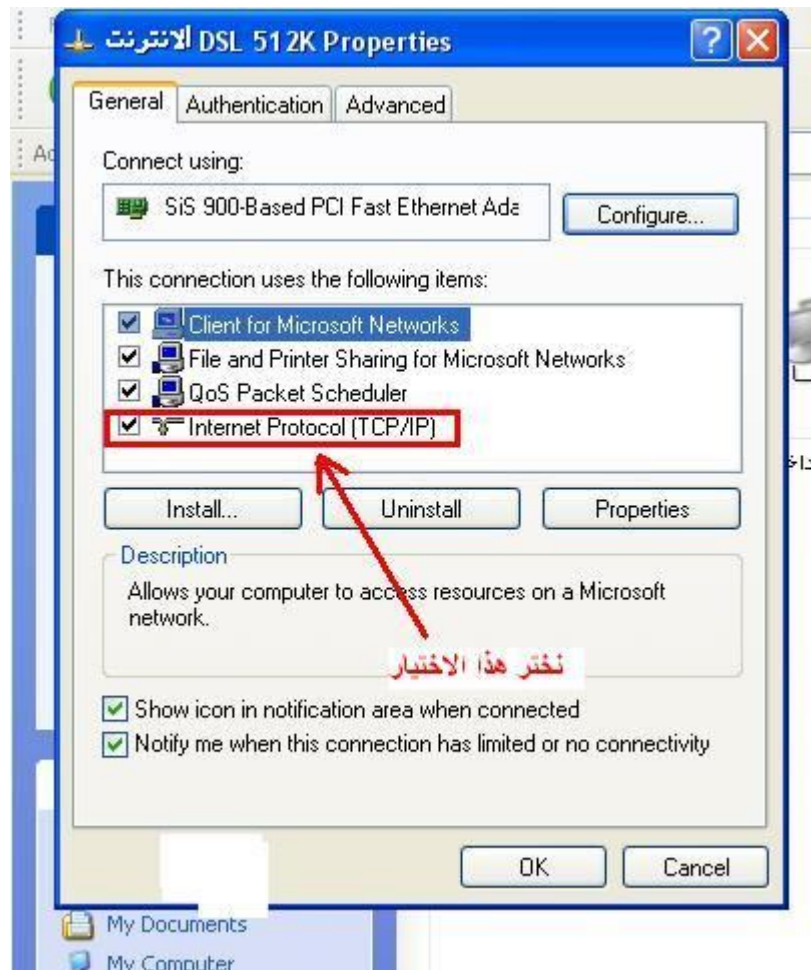 الانترنت DSL 512K Properties
General Authentication Advanced
Connect using:
SiS 900-Based PCI Fast Ethernet Ada
Configure...
This connection uses the following items:
Client for Microsoft Networks
File and Printer Sharing for Microsoft Networks
QoS Packet Scheduler
Internet Protocol (TCP/IP)
Install... Uninstall Properties
Description
Allows your computer to access resources on a Microsoft
network.
نختر هذا الاختيار
Show icon in notification area when connected
Notify me when this connection has limited or no connectivity
OK Cancel
My Documents
My Computer